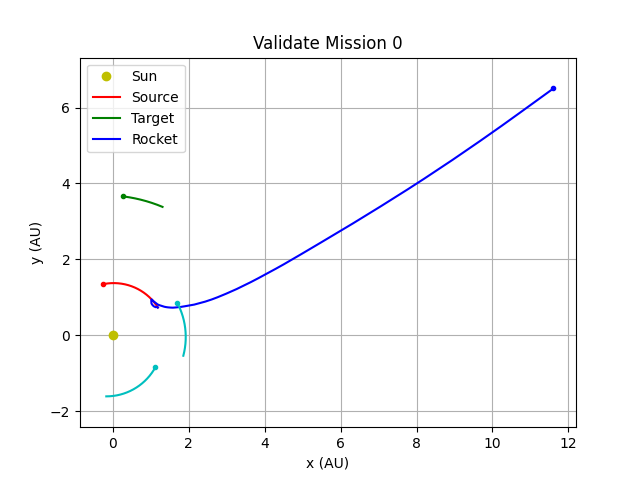 Validate Mission 0
Sun
Source
Target
Rocket
6
4
2
0
−2
y (AU)
0 2 4 6 8 10 12
x (AU)